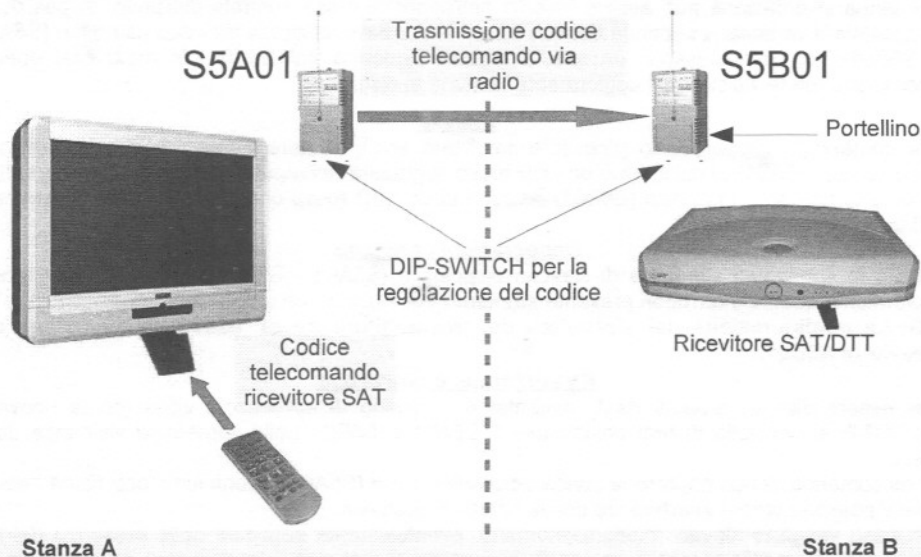 Trasmissione codice
telecomando via
radio
S5A01
S5B01
Portellino
DIP-SWITCH per la
regolazione del codice
Ricevitore SAT/DTT
Codice
telecomando
ricevitore SAT
Stanza A
Stanza B